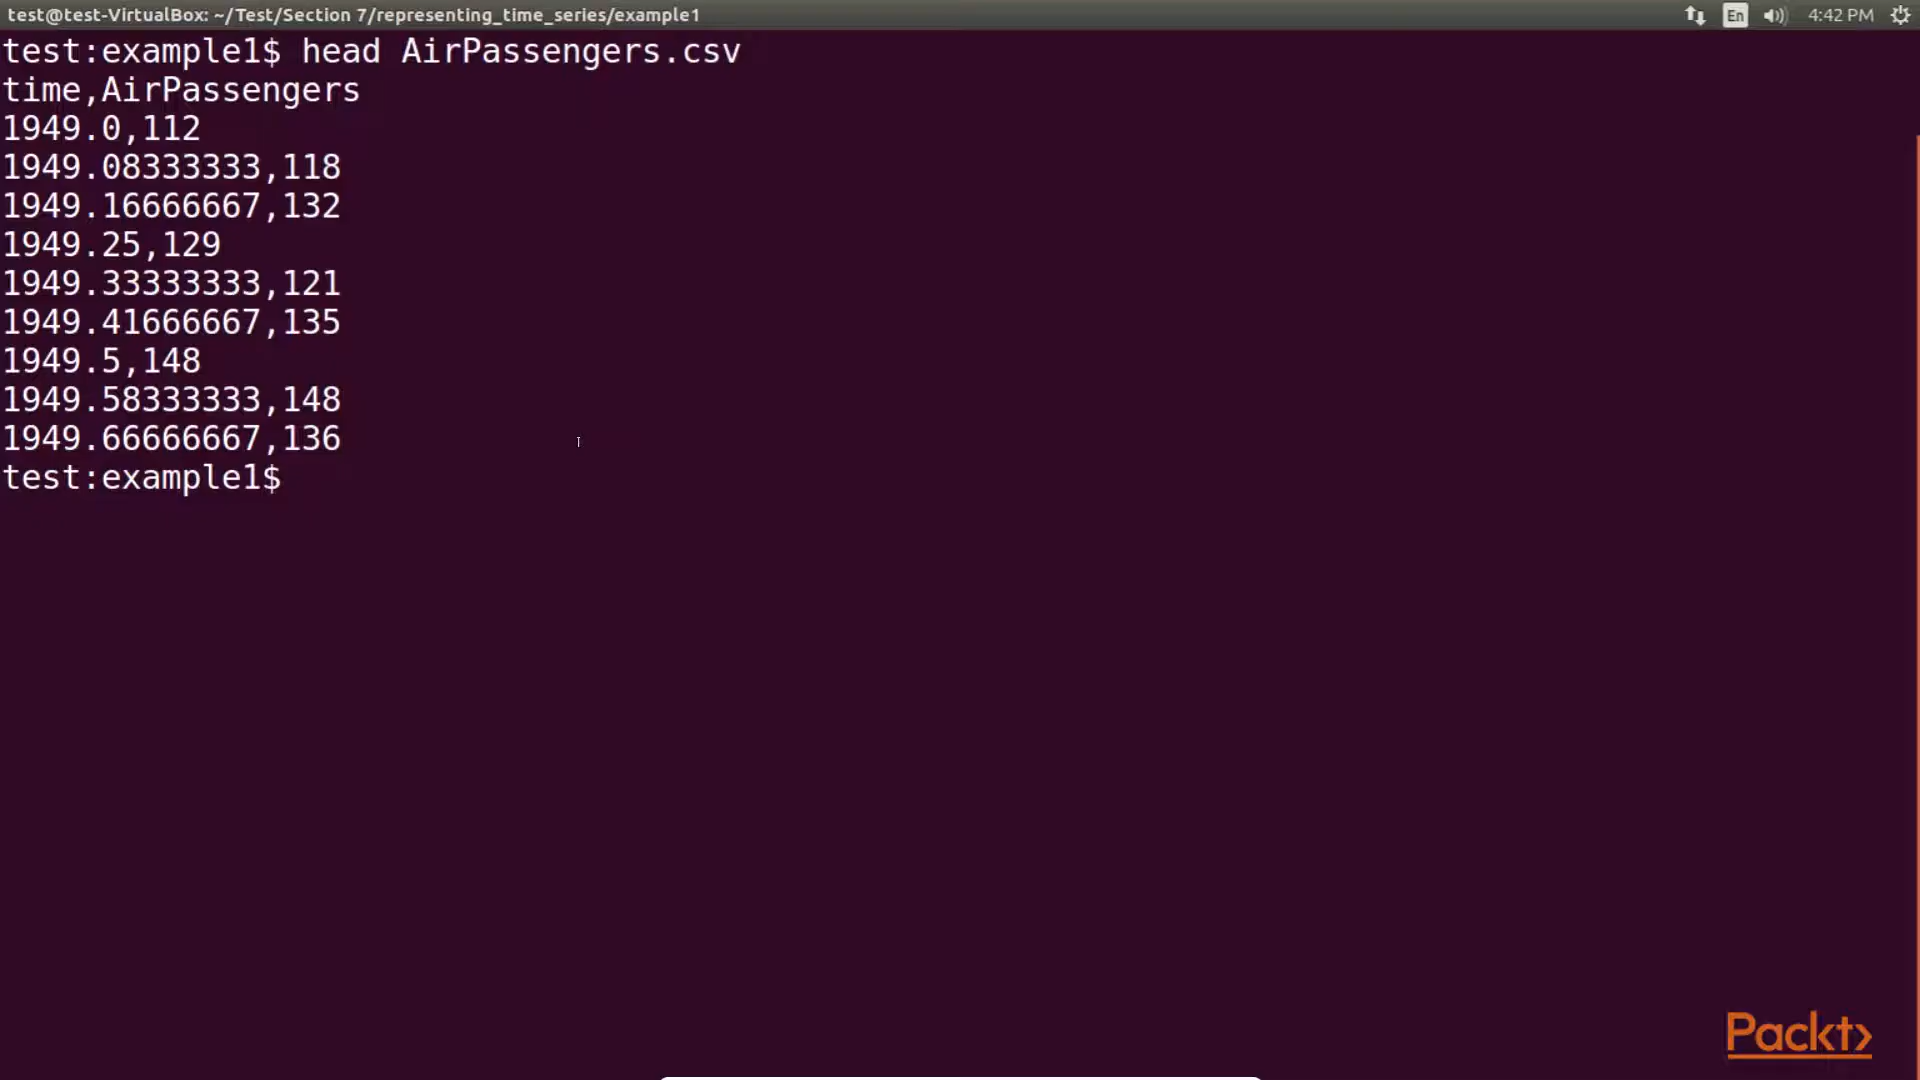 test@test-VirtualBox: ~/Test/Section 7/representing_time_series/example1
En
4:42 PM
test:example1$ head AirPassengers.csv
time,AirPassengers
1949.0,112
1949.08333333,118
1949.16666667,132
1949.25,129
1949.33333333,121
1949.41666667,135
1949.5,148
1949.58333333,148
1949.66666667,136
test:example1$
Packt>